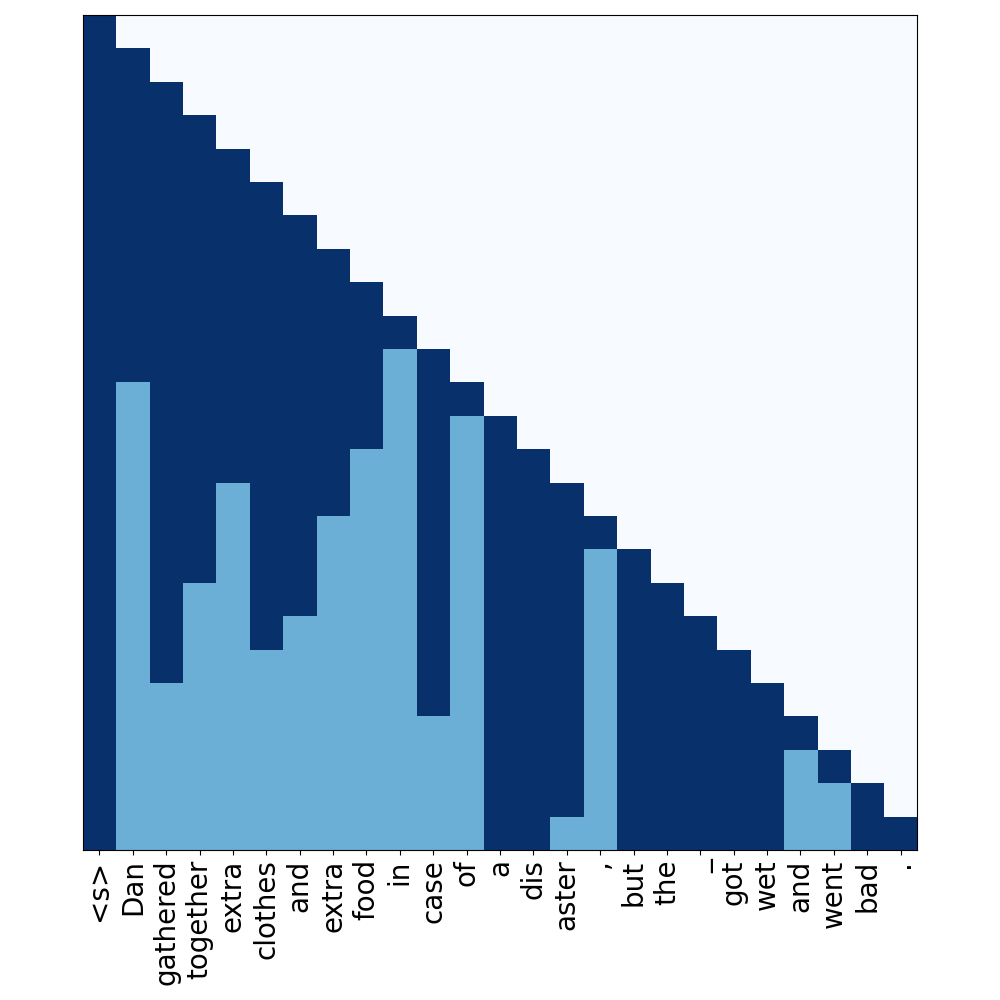 <s> Dan gathered together extra clothes and extra food in case of a dis aster , but the _ got wet and went bad .